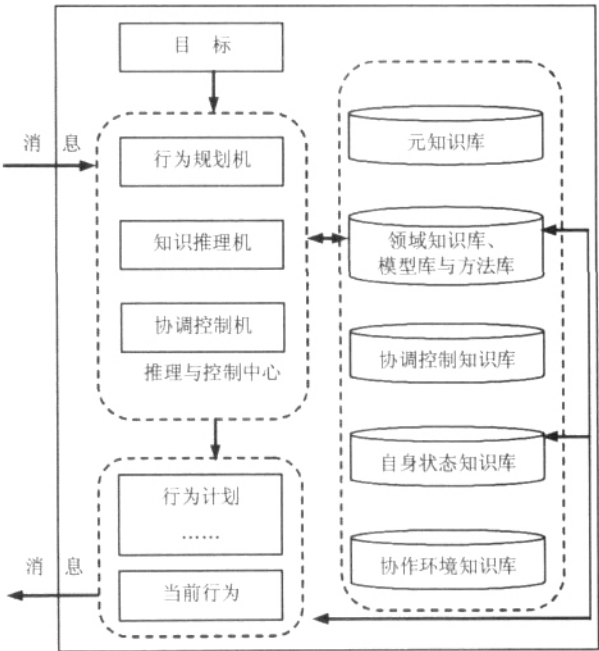 目 标
消 息
行为规划机
知识推理机
协调控制机
推理与控制中心
元知识库
领域知识库、
模型库与方法库
协调控制知识库
自身状态知识库
协作环境知识库
行为计划
……
消 息
当前行为